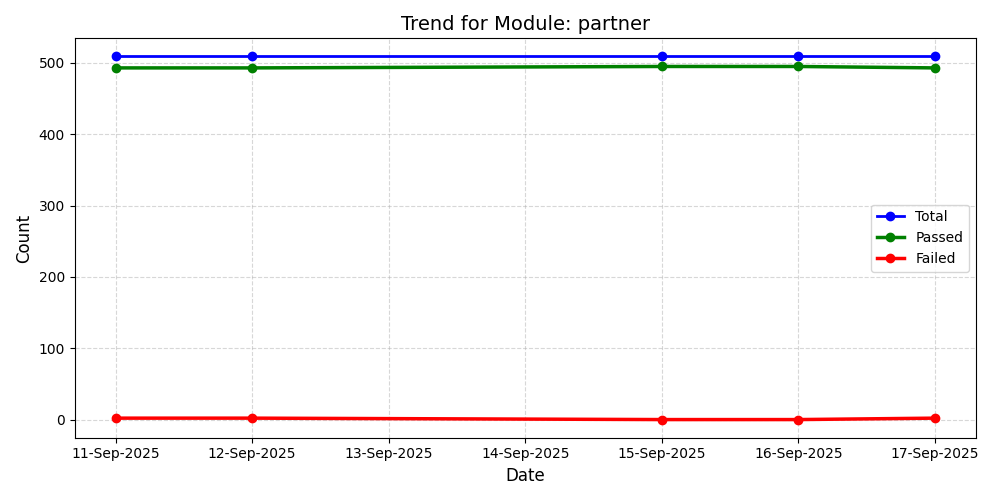 Trend for Module: partner
500
400
300
200
100
0
Count
Total
Passed
Failed
11-Sep-2025 12-Sep-2025 13-Sep-2025 14-Sep-2025 15-Sep-2025 16-Sep-2025 17-Sep-2025
Date